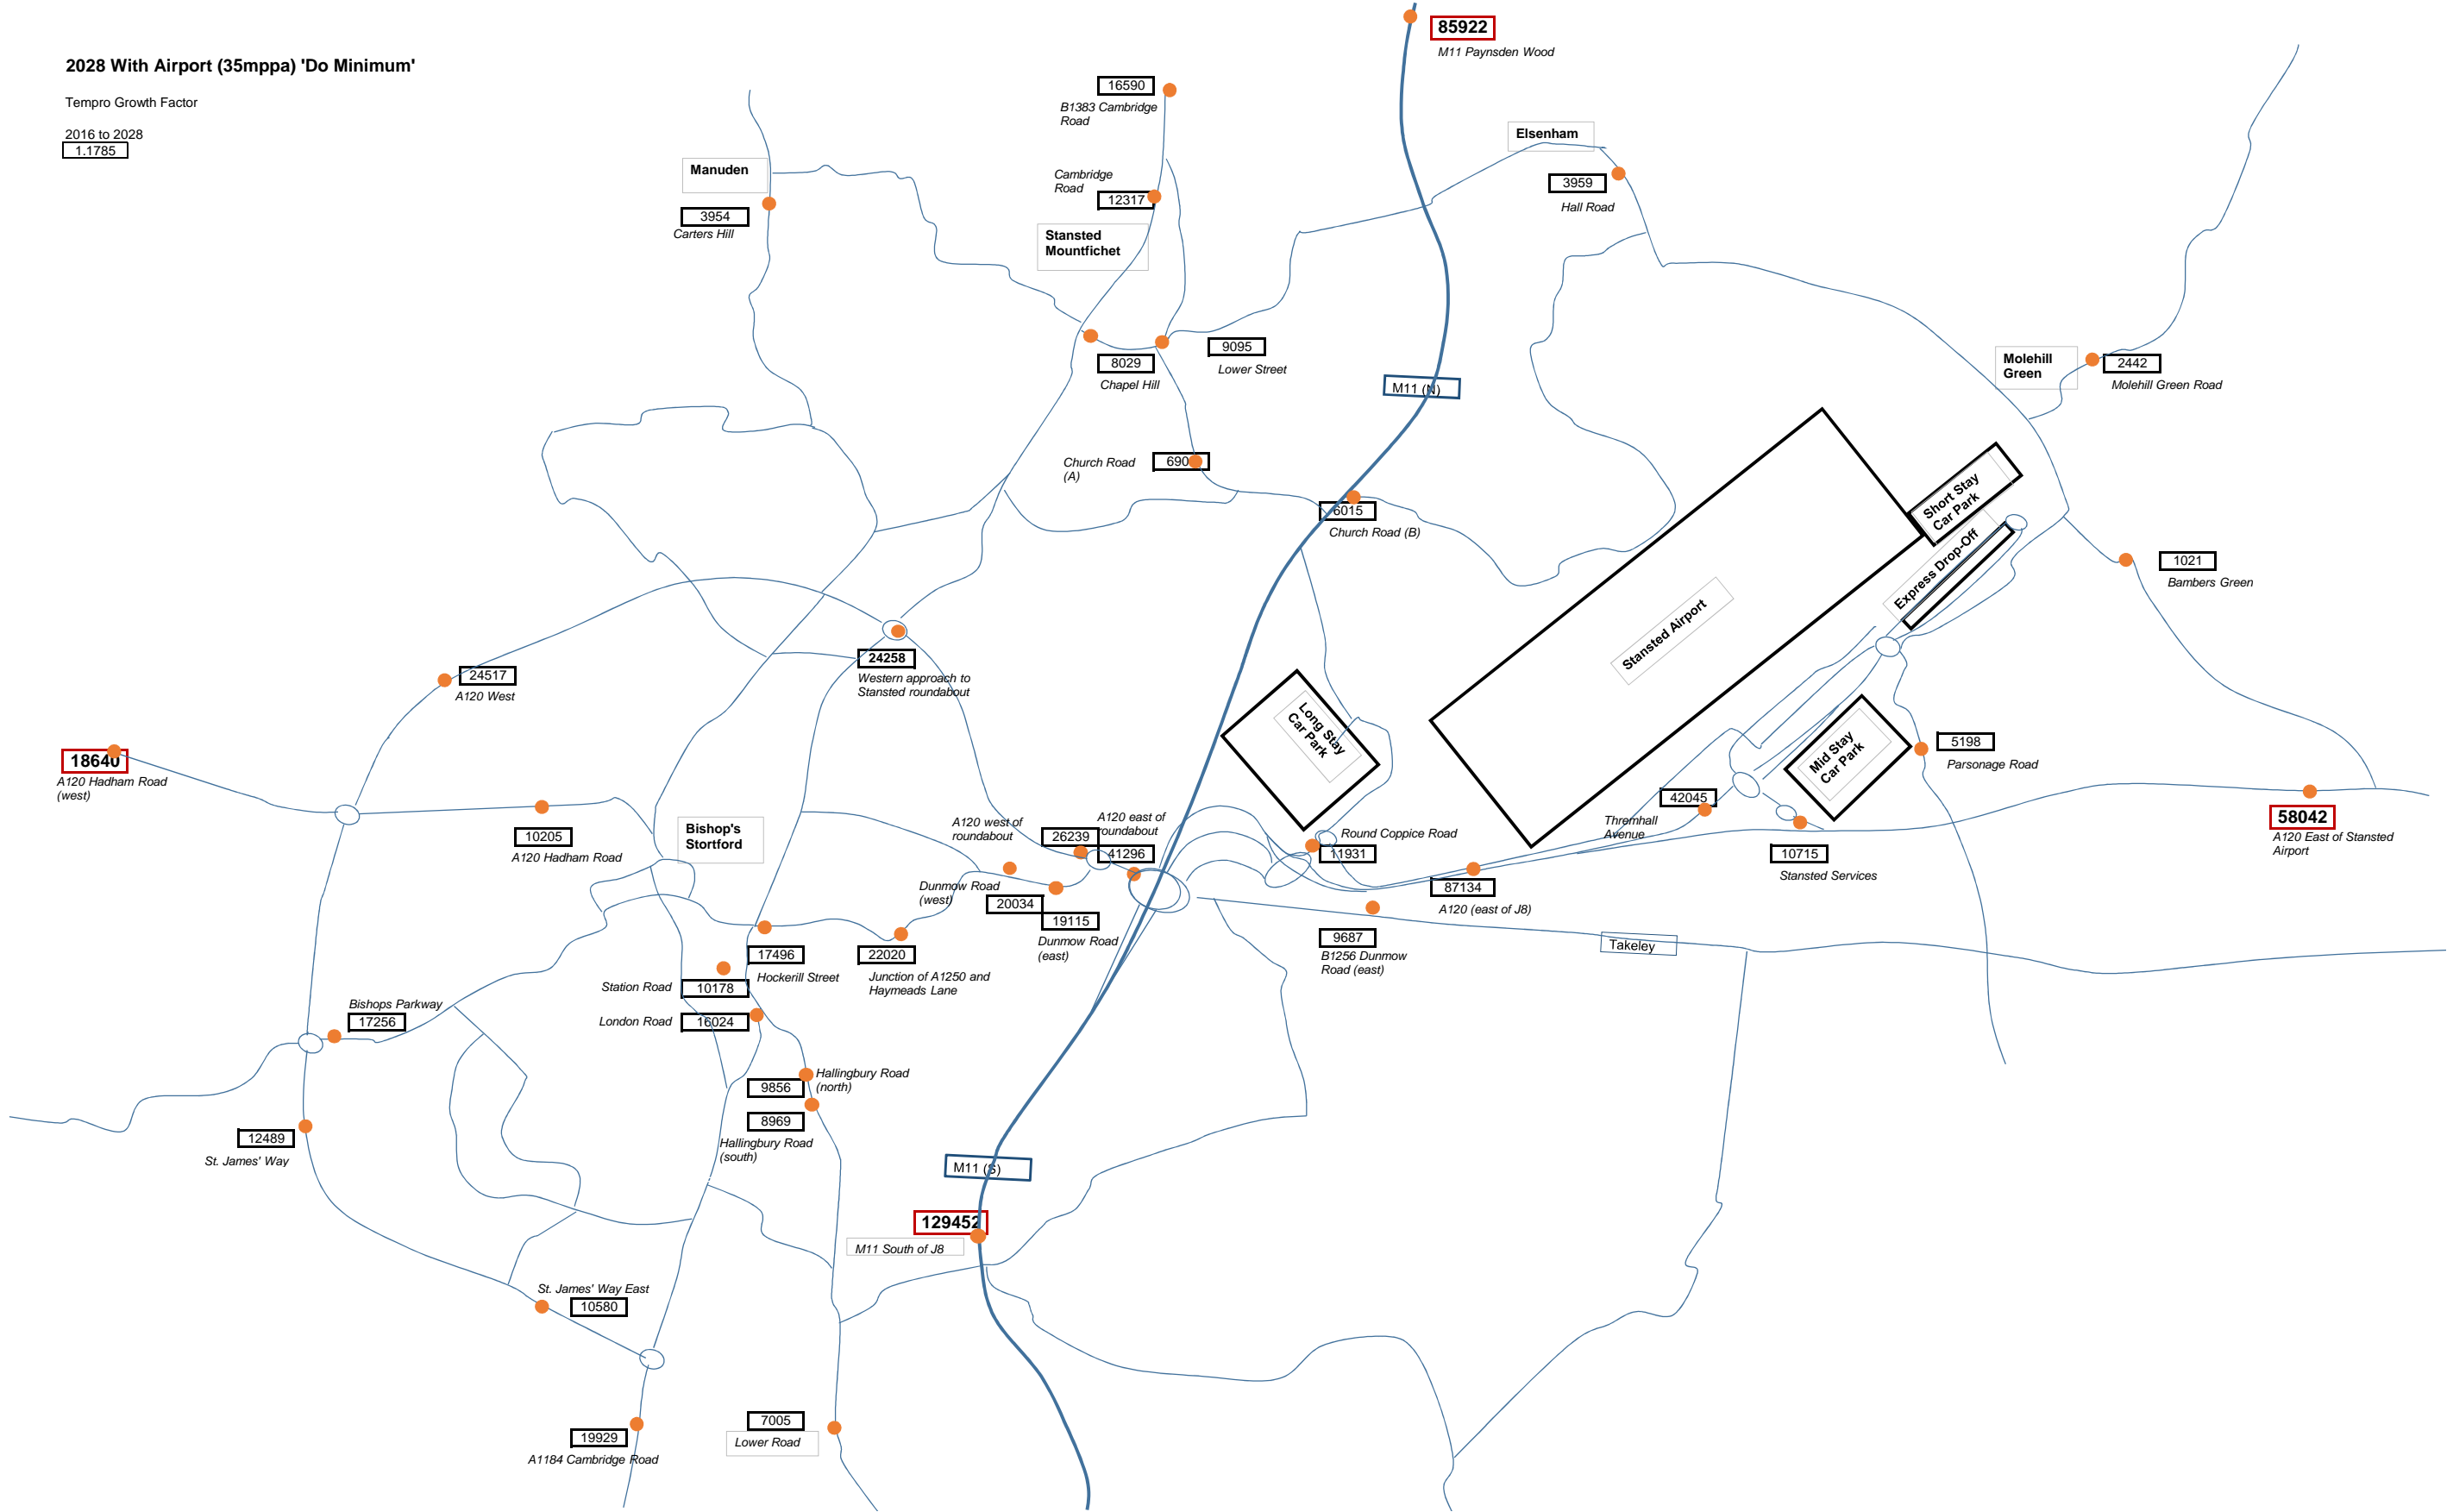 2028 With Airport (35mppa) 'Do Minimum'
Tempro Growth Factor
2016 to 2028
1.1785
85922
M11 Paynsden Wood
16590
B1383 Cambridge
Road
Elsenham
Manuden
Cambridge
Road
12317
3959
Hall Road
3954
Carters Hill
Stansted
Mountfichet
9095
Lower Street
8029
Chapel Hill
M11 (N)
Molehill
Green
2442
Molehill Green Road
Church Road
(A)
690
6015
Church Road (B)
Short Stay
Car Park
Express Drop-Off
1021
Bambers Green
Stansted Airport
24258
Western approach to
Stansted roundabout
24517
A120 West
Long Stay
Car Park
Mid Stay
Car Park
5198
Parsonage Road
18640
A120 Hadham Road
(west)
10205
A120 Hadham Road
Bishop's
Stortford
A120 west of
roundabout
26239
A120 east of
roundabout
41296
Round Coppice Road
11931
42045
Thremhall
Avenue
10715
Stansted Services
58042
A120 East of Stansted
Airport
87134
A120 (east of J8)
Dunmow Road
(west)
20034
19115
Dunmow Road
(east)
9687
B1256 Dunmow
Road (east)
Takeley
17496
Hockerill Street
22020
Junction of A1250 and
Haymeads Lane
Station Road
10178
London Road
16024
Bishops Parkway
17256
Hallingbury Road
(north)
9856
8969
Hallingbury Road
(south)
12489
St. James' Way
M11 (S)
129452
M11 South of J8
St. James' Way East
10580
7005
Lower Road
19929
A1184 Cambridge Road